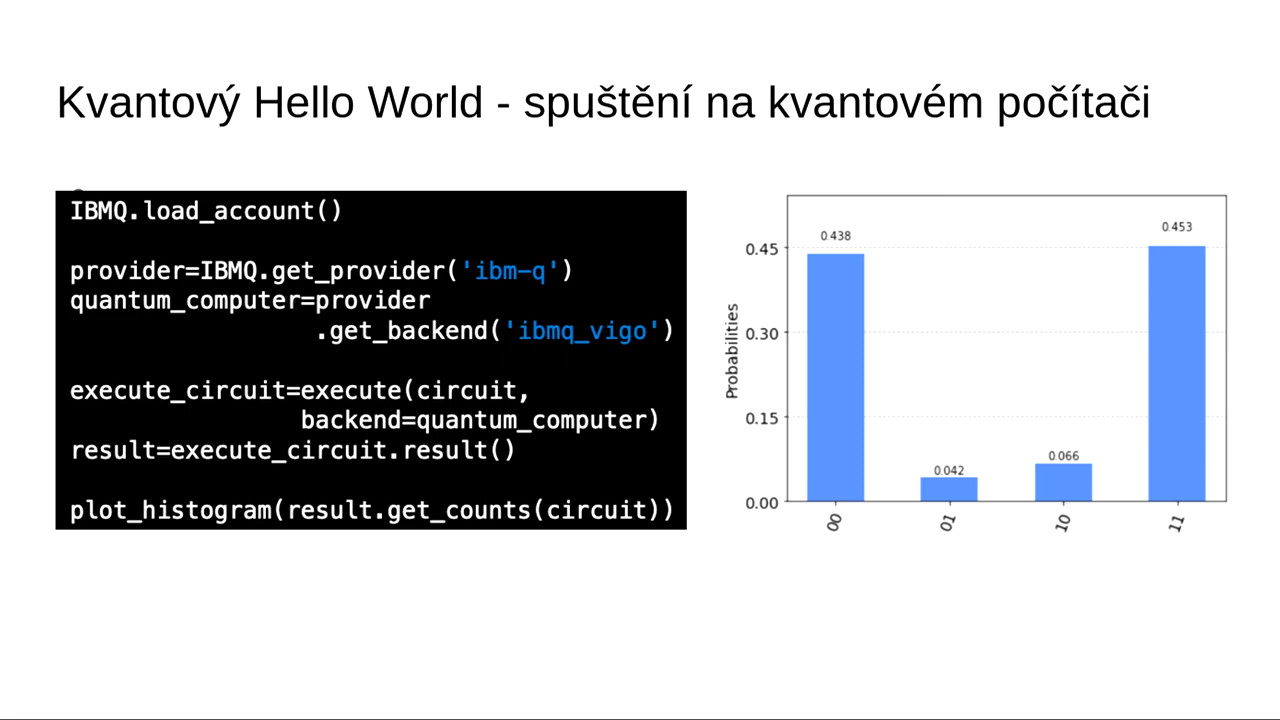 Kvantový Hello World - spuštění na kvantovém počítači
IBMQ.load_account()
provider=IBMQ.get_provider('ibm-q')
quantum_computer=provider
.get_backend('ibmq_vigo')
execute_circuit=execute(circuit,
backend=quantum_computer)
result=execute_circuit.result()
plot_histogram(result.get_counts(circuit))
Probabilities
0.45
0.30
0.15
0.00
0.438
0.042
0.066
0.453
00
01
10
11